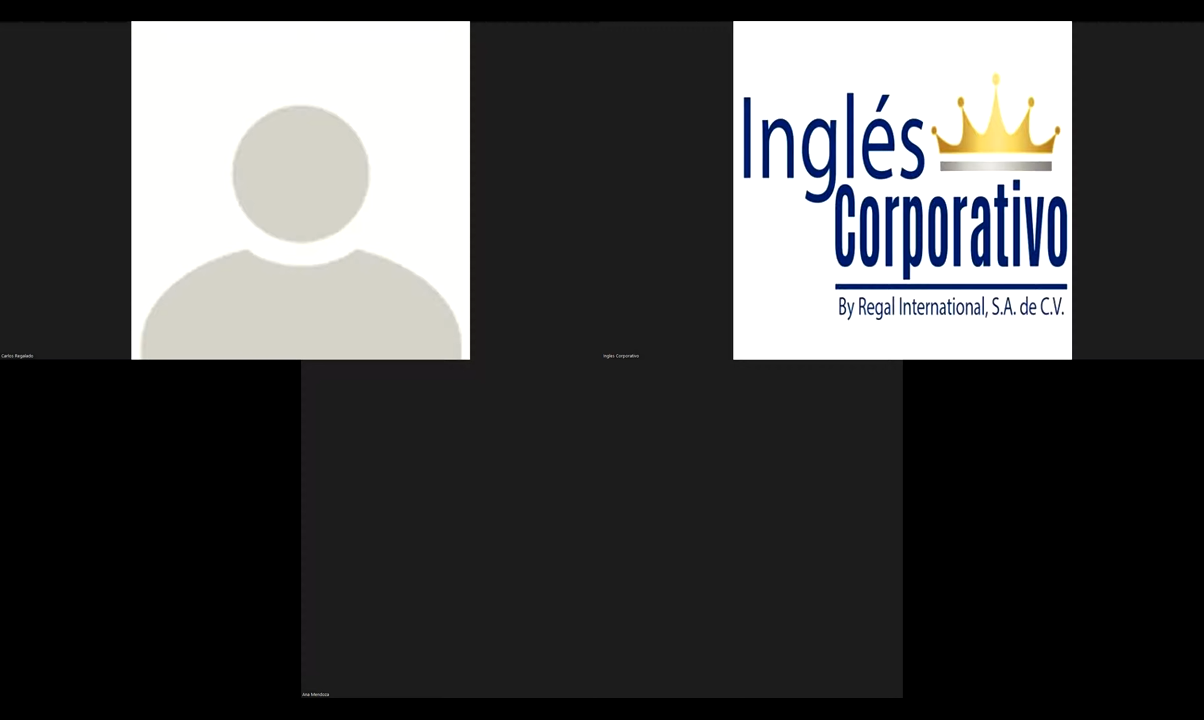 Inglés
Corporativo
By Regal International, S.A. de C.V.
Carlos Regalado
Ingles Corporativo
Ana Mendoza